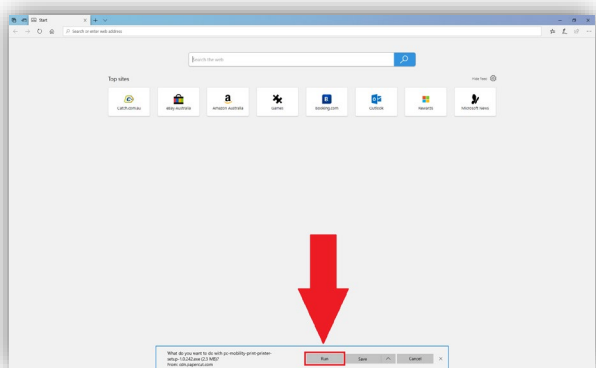 Start
Search or enter web address
Search the web
Top sites
Hide feed
Catch.com.au
eBay Australia
Amazon Australia
Games
Booking.com
Outlook
Rewards
Microsoft News
What do you want to do with pc-mobility-print-printer-
setup-1.0.242.exe (2.3 MB)?
From: cdn.papercut.com
Run
Save
Cancel